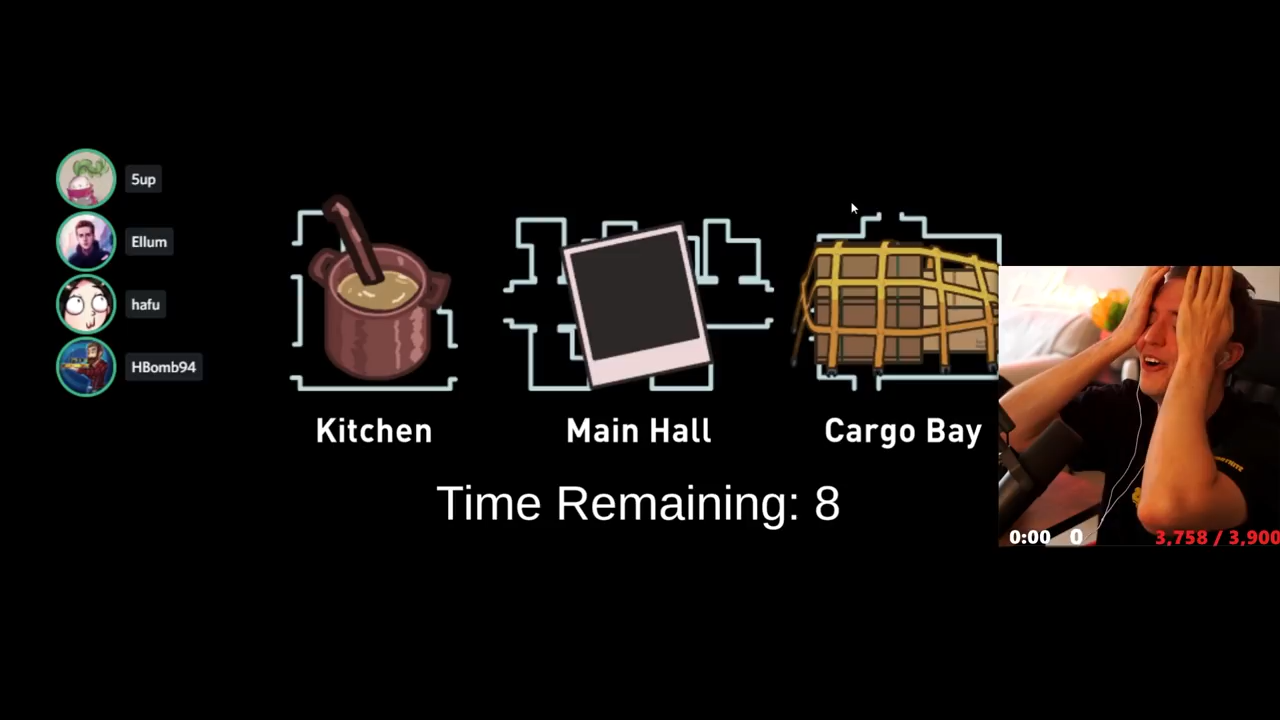 5up
Ellum
hafu
HBomb94
Kitchen
Main Hall
Cargo Bay
Time Remaining: 8
0:00 0 3,758 / 3,900